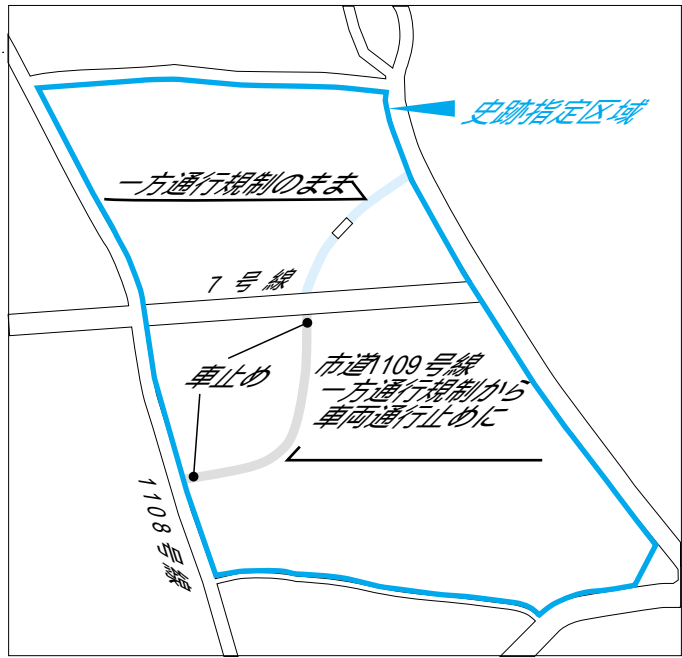 史跡指定区域
一方通行規制のまま
7号線
車止め
市道1109号線
一方通行規制から
車両通行止めに
1108号線